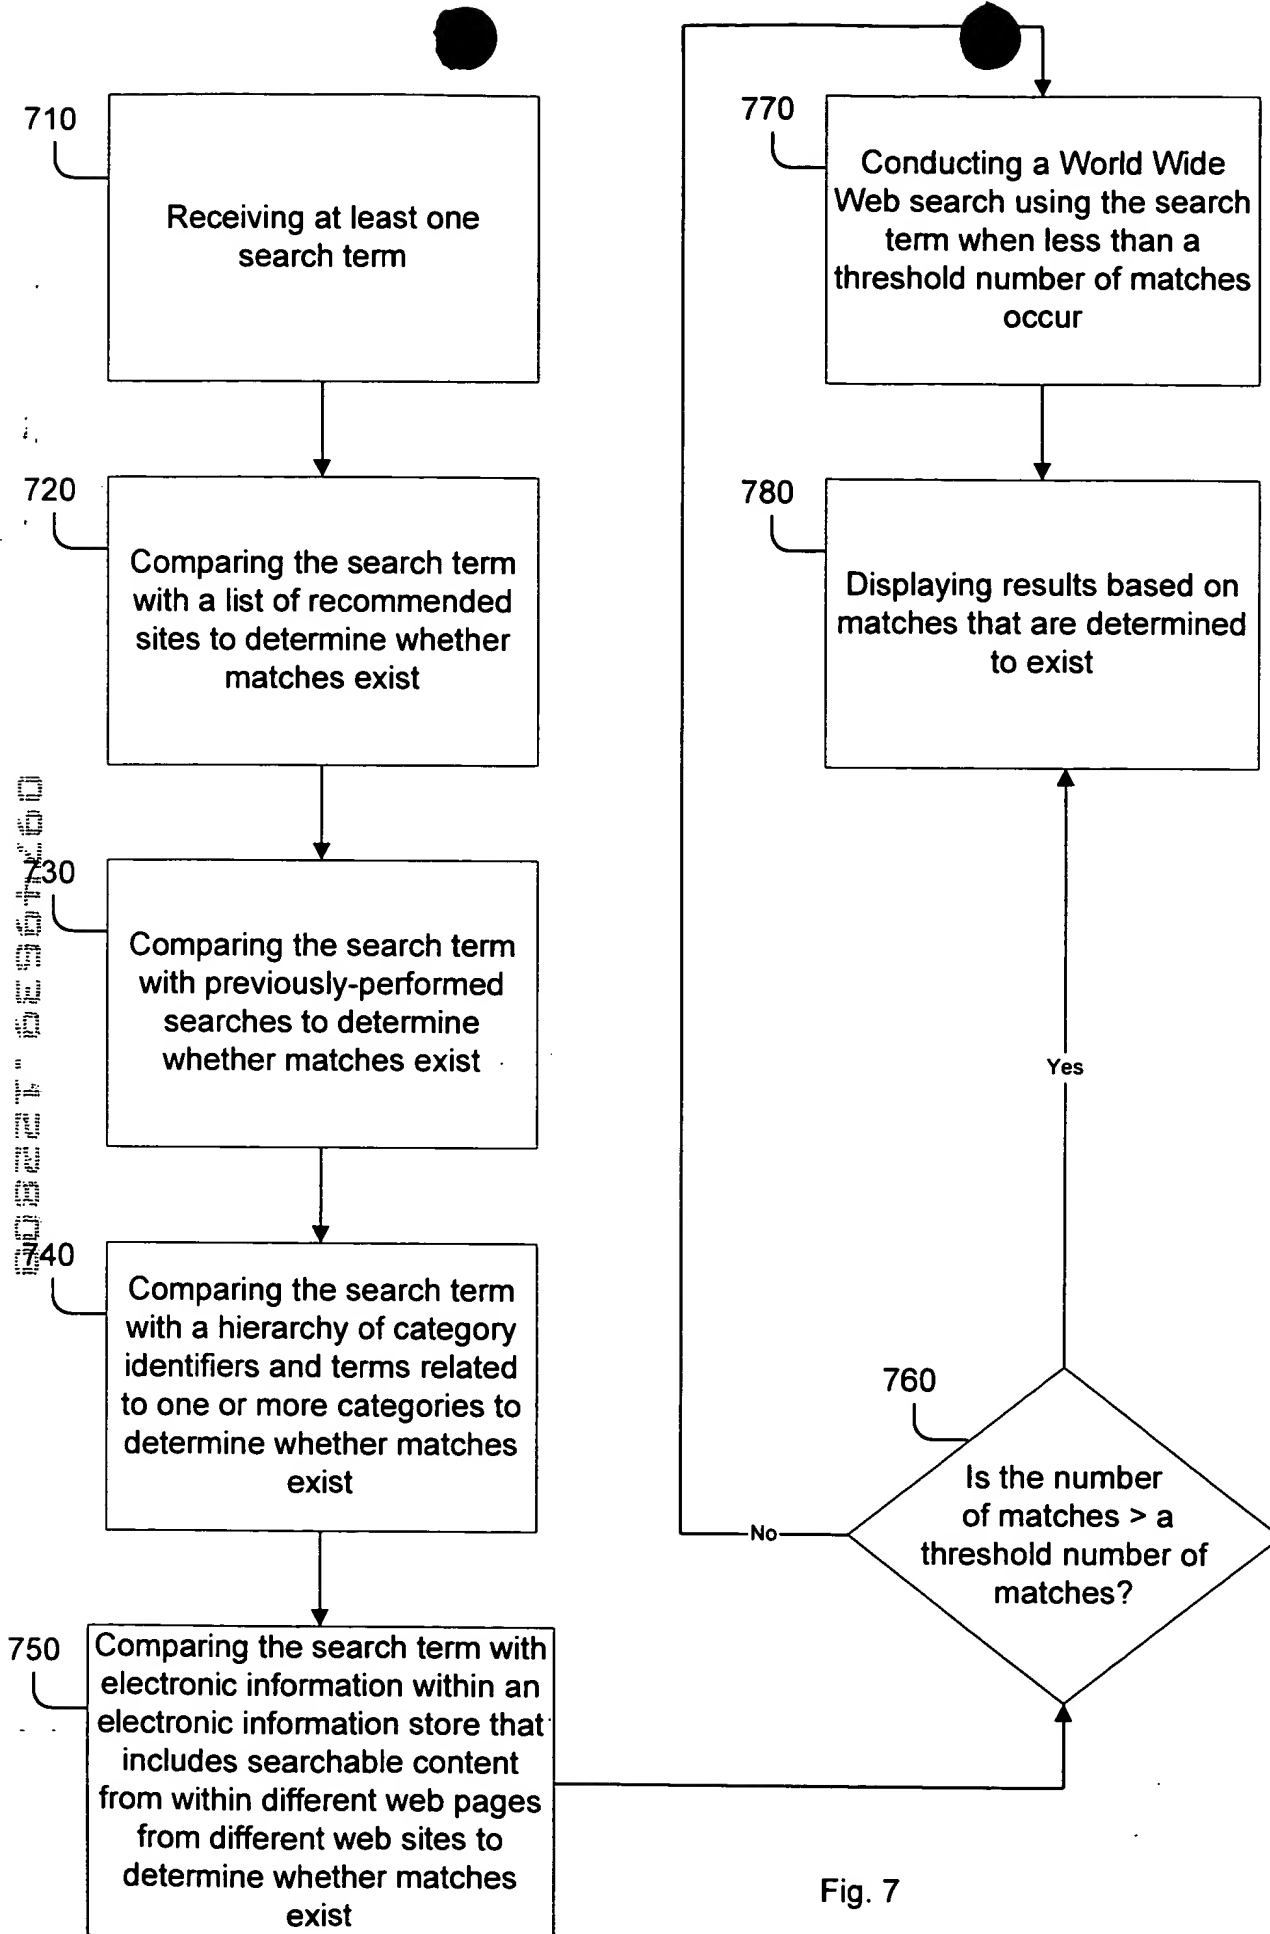 710
Receiving at least one
search term
720
Comparing the search term
with a list of recommended
sites to determine whether
matches exist
730
Comparing the search term
with previously-performed
searches to determine
whether matches exist
740
Comparing the search term
with a hierarchy of category
identifiers and terms related
to one or more categories to
determine whether matches
exist
750
Comparing the search term with
electronic information within an
electronic information store that
includes searchable content
from within different web pages
from different web sites to
determine whether matches
exist
760
Is the number
of matches > a
threshold number of
matches?
No
Yes
770
Conducting a World Wide
Web search using the search
term when less than a
threshold number of matches
occur
780
Displaying results based on
matches that are determined
to exist
Fig. 7